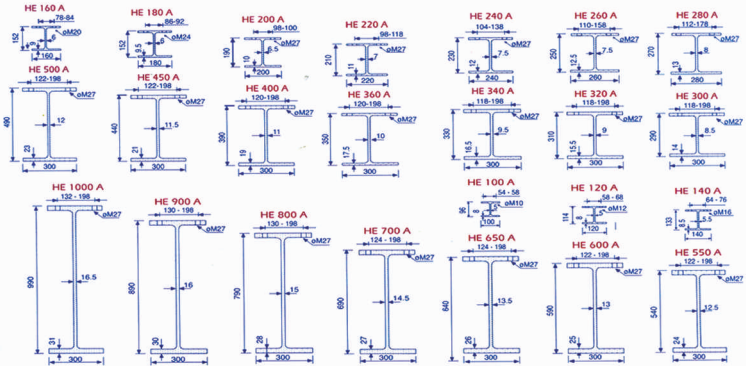 HE 160 A
78-84
øM20
152
6
9
160
HE 180 A
86-92
øM24
152
6
9.5
180
HE 200 A
98-100
øM27
190
6.5
10
200
HE 220 A
98-118
øM27
210
7
11
220
HE 240 A
104-138
øM27
230
7.5
12
240
HE 260 A
110-158
øM27
250
7.5
12.5
260
HE 280 A
112-178
øM27
270
8
13
280
HE 500 A
122-198
øM27
490
12
23
300
HE 450 A
122-198
øM27
440
11.5
21
300
HE 400 A
120-198
øM27
390
11
19
300
HE 360 A
120-198
øM27
350
10
17.5
300
HE 340 A
118-198
øM27
330
9.5
16.5
300
HE 320 A
118-198
øM27
310
9
15.5
300
HE 300 A
118-198
øM27
290
8.5
14
300
HE 1000 A
132 - 198
øM27
990
16.5
31
300
HE 900 A
130 - 198
øM27
890
16
30
300
HE 800 A
130 - 198
øM27
790
15
28
300
HE 700 A
124 - 198
øM27
690
14.5
27
300
HE 100 A
54 - 58
øM10
96
5
8
100
HE 120 A
58 - 68
øM12
114
5
8
120
HE 140 A
64 - 76
øM16
133
5.5
8.5
140
HE 650 A
124 - 198
øM27
640
13.5
26
300
HE 600 A
122 - 198
øM27
590
13
25
300
HE 550 A
122 - 198
øM27
540
12.5
24
300